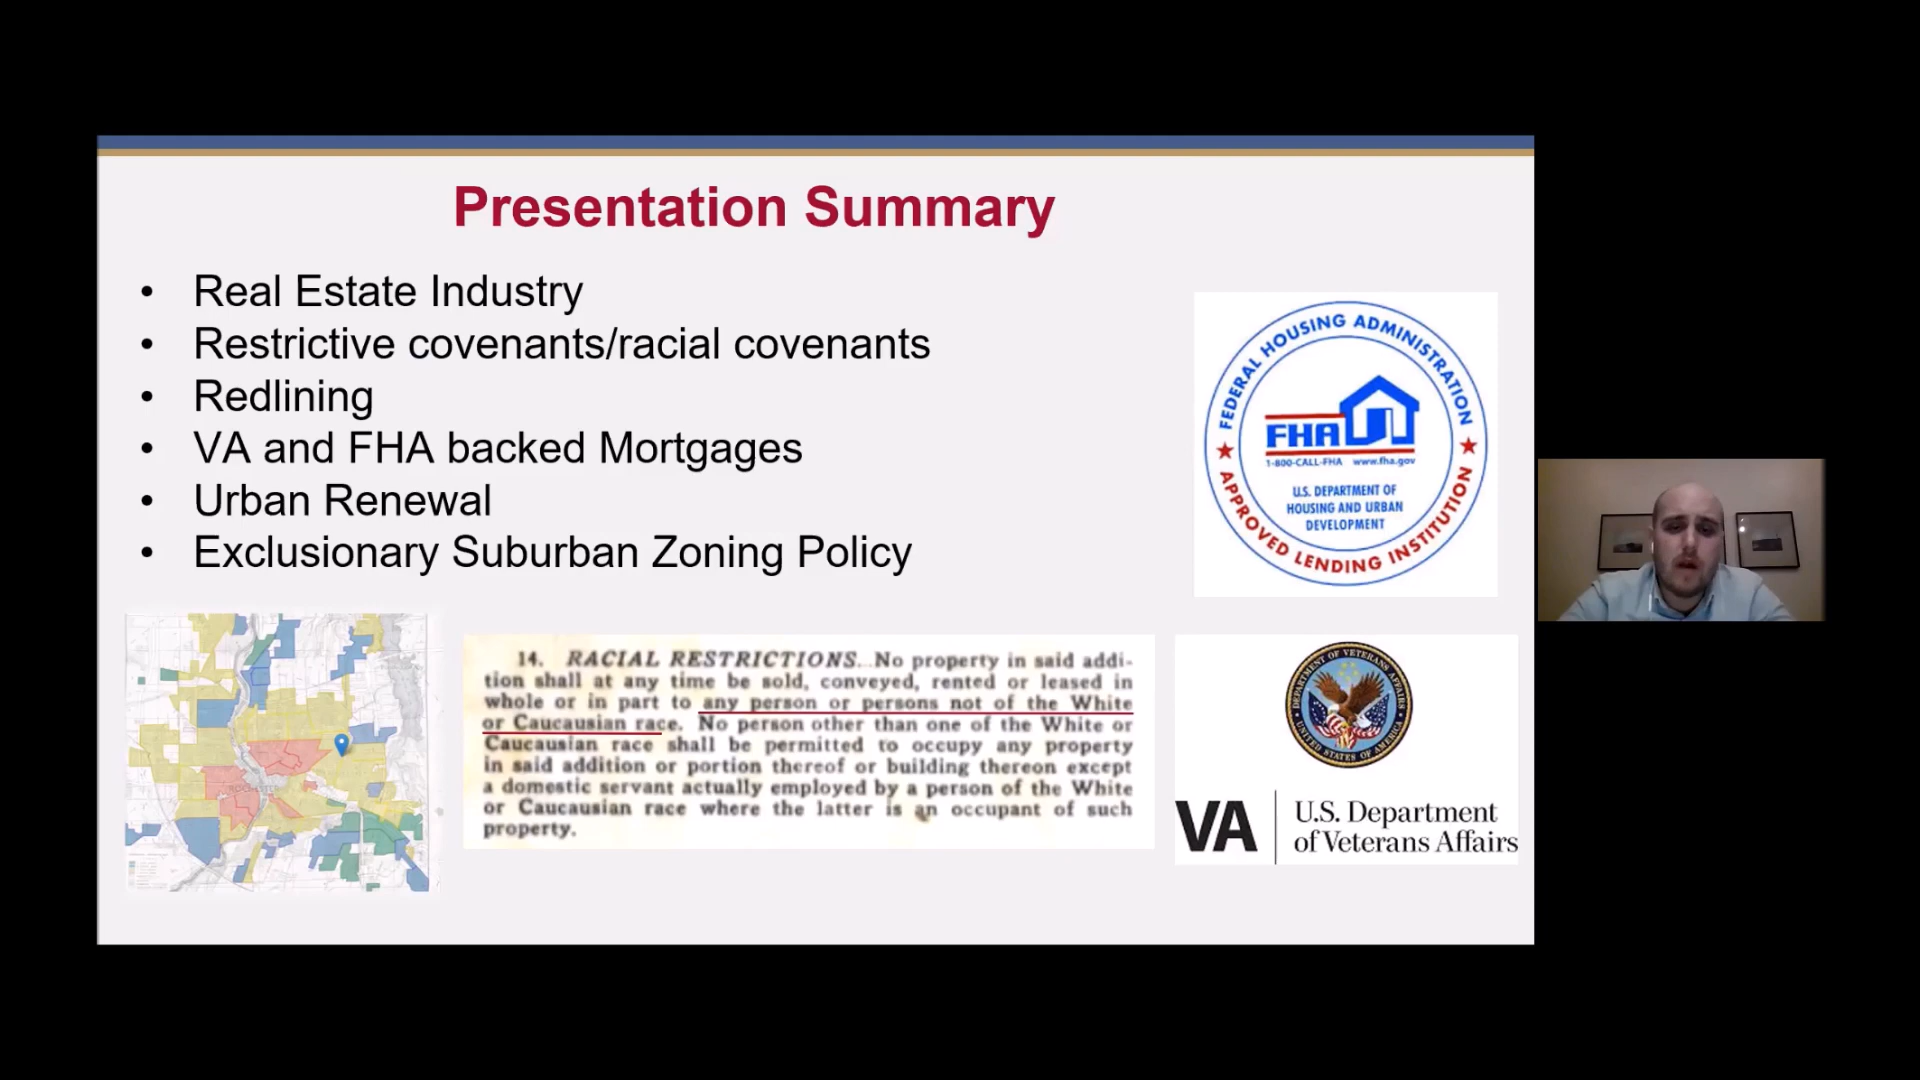 Presentation Summary
• Real Estate Industry
• Restrictive covenants/racial covenants
• Redlining
• VA and FHA backed Mortgages
• Urban Renewal
• Exclusionary Suburban Zoning Policy
FEDERAL HOUSING ADMINISTRATION
FHA
1-800-CALL-FHA www.fha.gov
U.S. DEPARTMENT OF
HOUSING AND URBAN
DEVELOPMENT
APPROVED LENDING INSTITUTION
ROCHESTER
14. RACIAL RESTRICTIONS. No property in said addi-
tion shall at any time be sold, conveyed, rented or leased in
whole or in part to any person or persons not of the White
or Caucausian race. No person other than one of the White or
Caucausian race shall be permitted to occupy any property
in said addition or portion thereof or building thereon except
a domestic servant actually employed by a person of the White
or Caucausian race where the latter is an occupant of such
property.
DEPARTMENT OF VETERANS AFFAIRS
UNITED STATES OF AMERICA
VA
U.S. Department
of Veterans Affairs